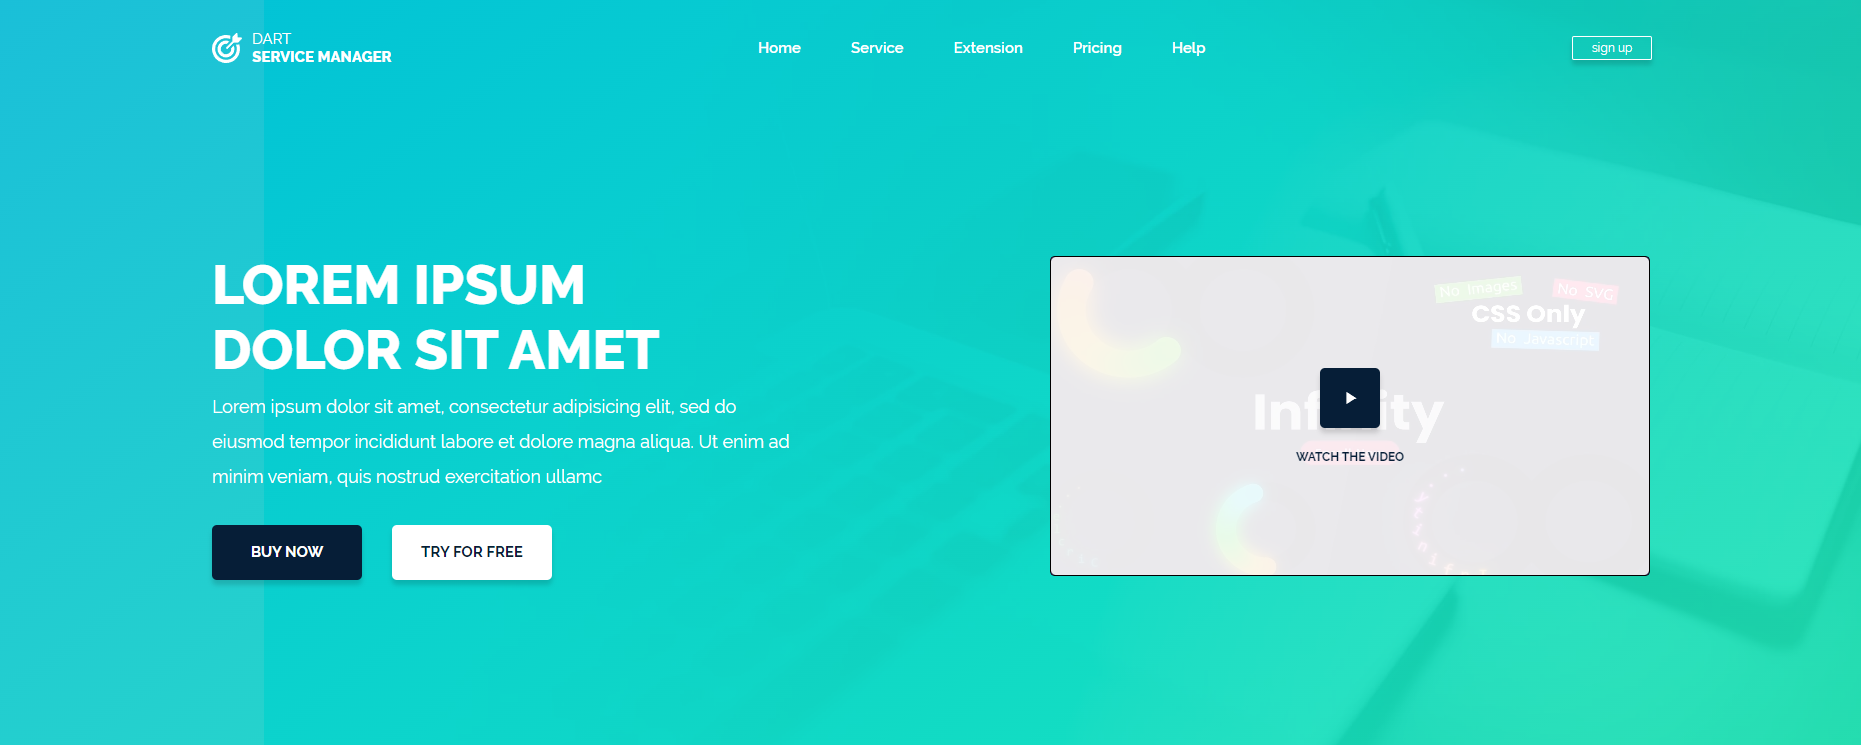 DART
SERVICE MANAGER
Home
Service
Extension
Pricing
Help
sign up
LOREM IPSUM
DOLOR SIT AMET
Lorem ipsum dolor sit amet, consectetur adipisicing elit, sed do
eiusmod tempor incididunt labore et dolore magna aliqua. Ut enim ad
minim veniam, quis nostrud exercitation ullamc
BUY NOW
TRY FOR FREE
No Images
No SVG
CSS Only
No Javascript
WATCH THE VIDEO